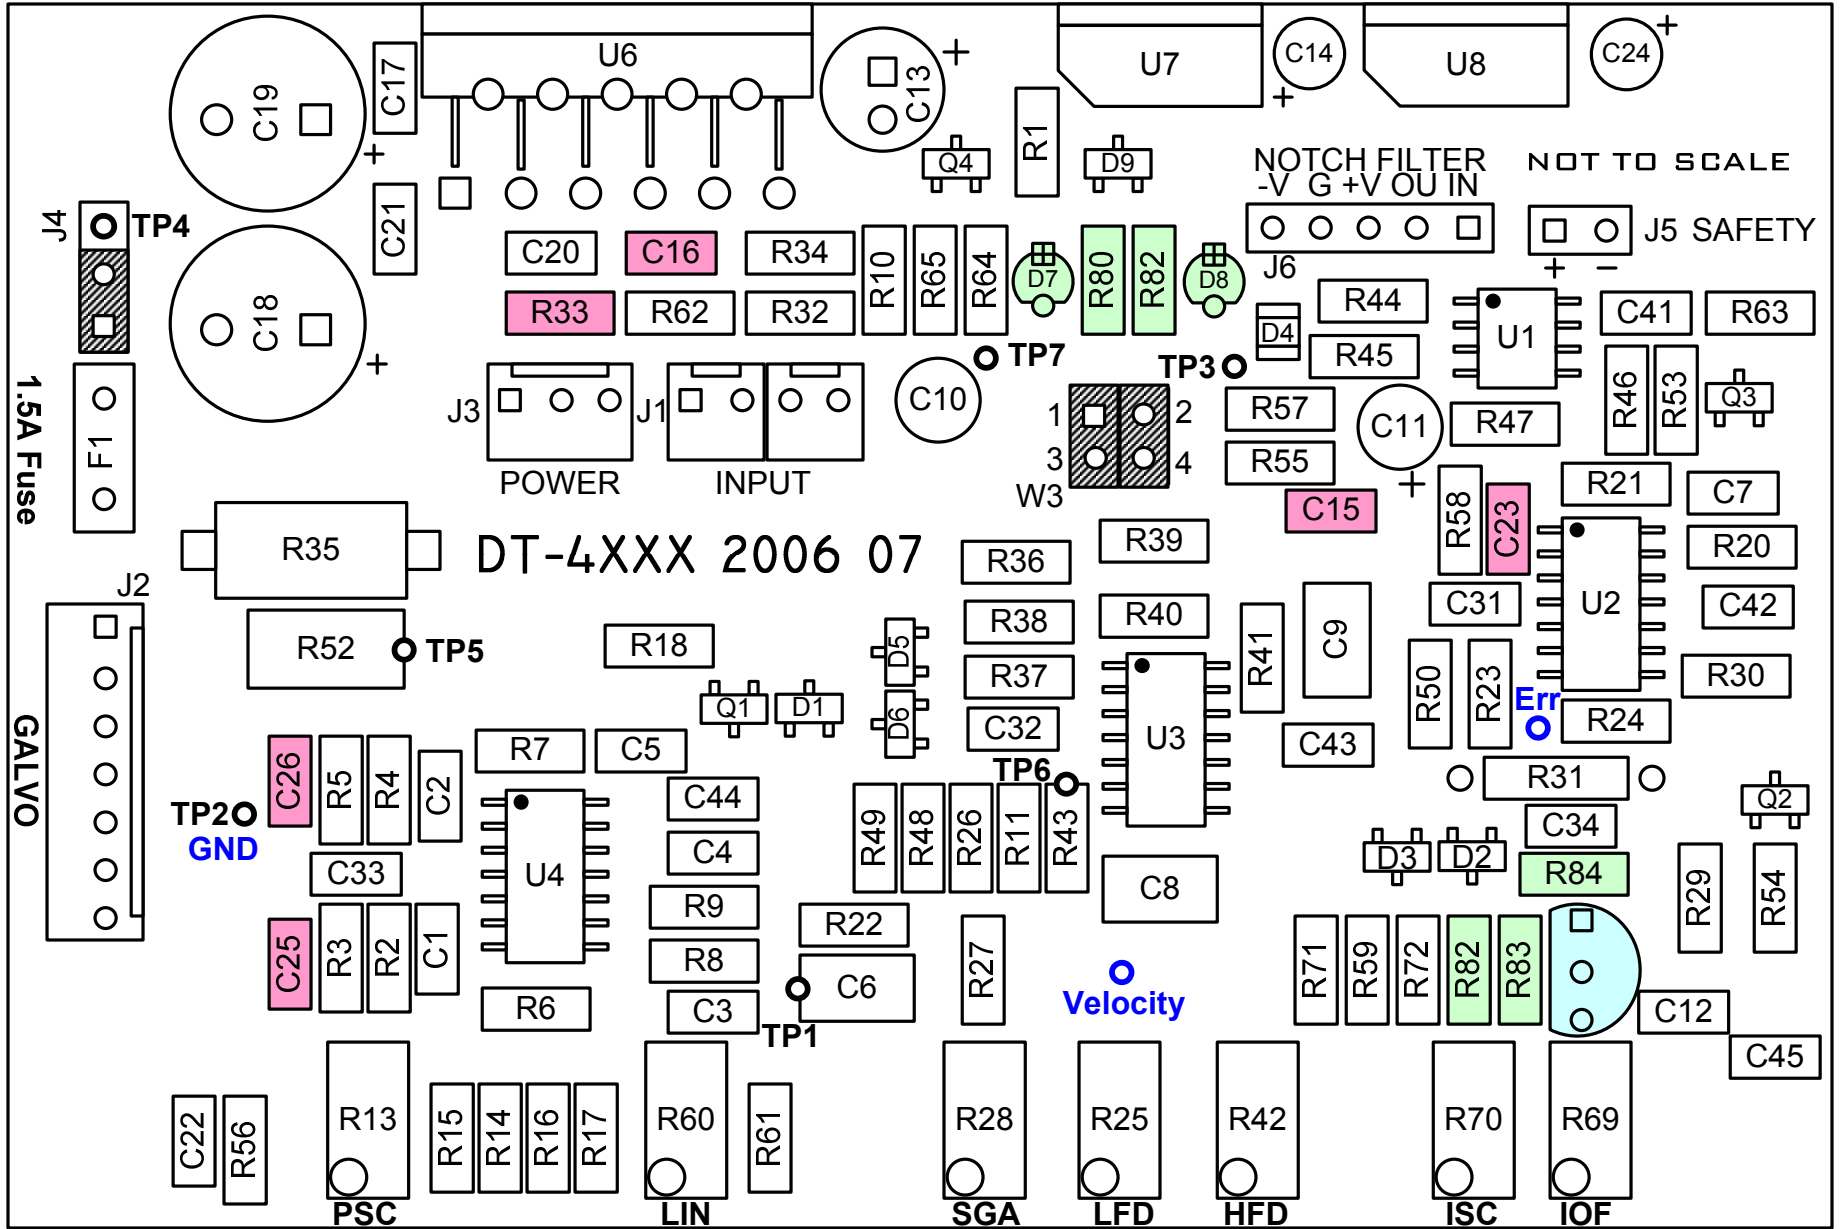 C19
C17
U6
C13
+
U7
C14
+
U8
C24
+
+
R1
Q4
D9
NOTCH FILTER
-V G +V OU IN
NOT TO SCALE
J4
TP4
C21
C20
C16
R34
R10
R65
R64
D7
R80
R82
D8
J6
J5 SAFETY
+ −
C18
+
R33
R62
R32
D4
R44
U1
C41
R63
TP7
TP3
R45
R46
R53
Q3
1.5A Fuse
F1
J3
J1
C10
1
2
3
4
W3
R57
C11
+
R47
R55
POWER
INPUT
C15
R58
C23
R21
C7
R35
DT-4XXX 2006 07
R36
R39
R20
J2
R38
R40
R41
C9
C31
U2
C42
R52
TP5
R18
D5
R37
R50
R23
R30
Q1
D1
D6
C32
U3
C43
Err
R24
GALVO
C26
R5
R4
C2
R7
C5
TP6
R31
TP2
GND
C44
R49
R48
R26
R11
R43
C34
Q2
C33
U4
C4
C8
D3
D2
R84
R29
R54
R9
R22
C25
R3
R2
C1
R8
R27
R71
R59
R72
R82
R83
R6
C3
TP1
C6
Velocity
C12
C45
C22
R56
R13
R15
R14
R16
R17
R60
R61
R28
R25
R42
R70
R69
PSC
LIN
SGA
LFD
HFD
ISC
IOF